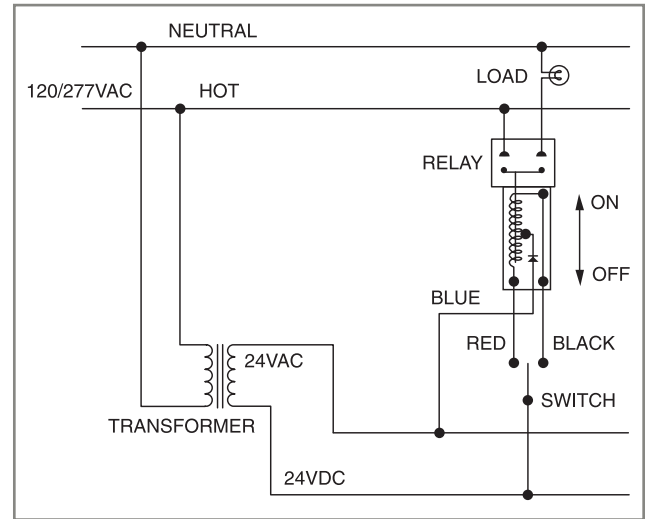 NEUTRAL
LOAD
120/277VAC
HOT
RELAY
ON
OFF
BLUE
RED
BLACK
24VAC
SWITCH
TRANSFORMER
24VDC